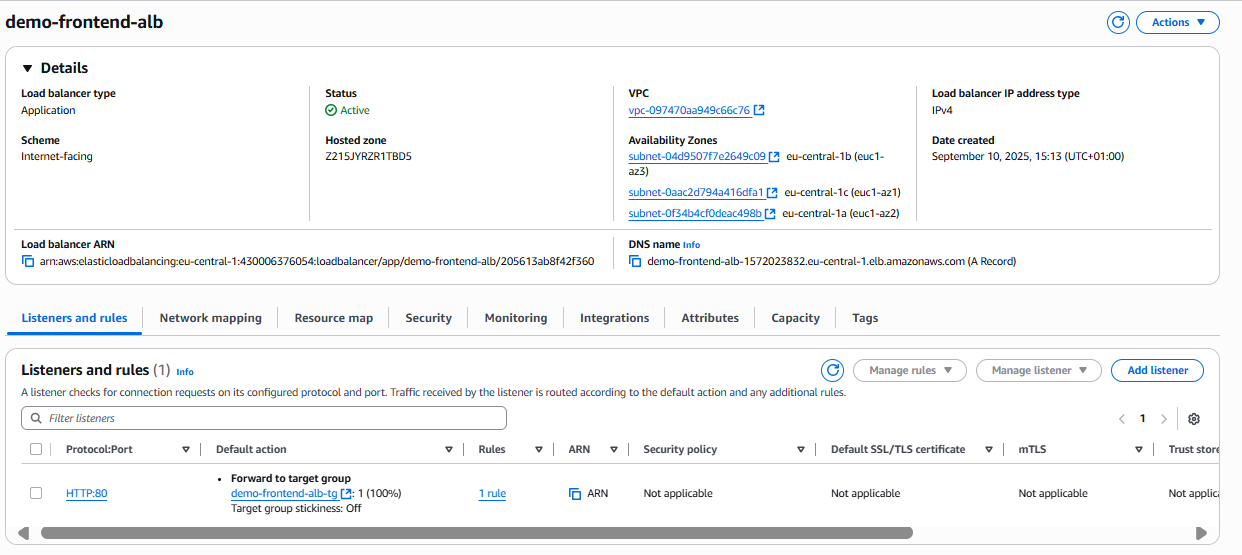 demo-frontend-alb
Actions
Details
Load balancer type
Application
Status
Active
VPC
vpc-097470aa949c66c76
Load balancer IP address type
IPv4
Scheme
Internet-facing
Hosted zone
Z215JYRZR1TBD5
Availability Zones
subnet-04d9507f7e2649c09 eu-central-1b (euc1-
az3)
subnet-0aac2d794a416dfa1 eu-central-1c (euc1-az1)
subnet-0f34b4cf0deac498b eu-central-1a (euc1-az2)
Date created
September 10, 2025, 15:13 (UTC+01:00)
Load balancer ARN
arn:aws:elasticloadbalancing:eu-central-1:430006376054:loadbalancer/app/demo-frontend-alb/205613ab8f42f360
DNS name Info
demo-frontend-alb-1572023832.eu-central-1.elb.amazonaws.com (A Record)
Listeners and rules Network mapping Resource map Security Monitoring Integrations Attributes Capacity Tags
Listeners and rules (1) Info
Manage rules Manage listener Add listener
A listener checks for connection requests on its configured protocol and port. Traffic received by the listener is routed according to the default action and any additional rules.
Filter listeners
1
Protocol:Port Default action Rules ARN Security policy Default SSL/TLS certificate mTLS Trust store
HTTP:80
• Forward to target group
demo-frontend-alb-tg : 1 (100%)
Target group stickiness: Off
1 rule
ARN
Not applicable
Not applicable
Not applicable
Not applic